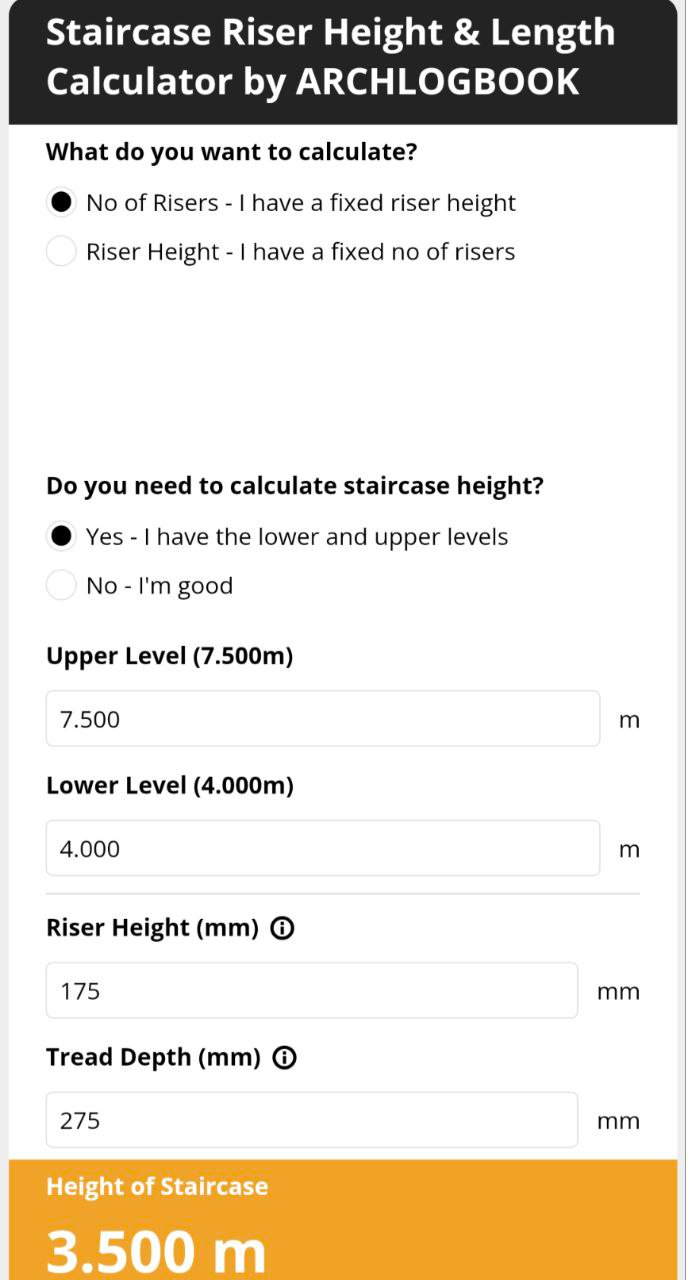 Staircase Riser Height & Length
Calculator by ARCHLOGBOOK
What do you want to calculate?
No of Risers - I have a fixed riser height
Riser Height - I have a fixed no of risers
Do you need to calculate staircase height?
Yes - I have the lower and upper levels
No - I'm good
Upper Level (7.500m)
7.500 m
Lower Level (4.000m)
4.000 m
Riser Height (mm)
175 mm
Tread Depth (mm)
275 mm
Height of Staircase
3.500 m